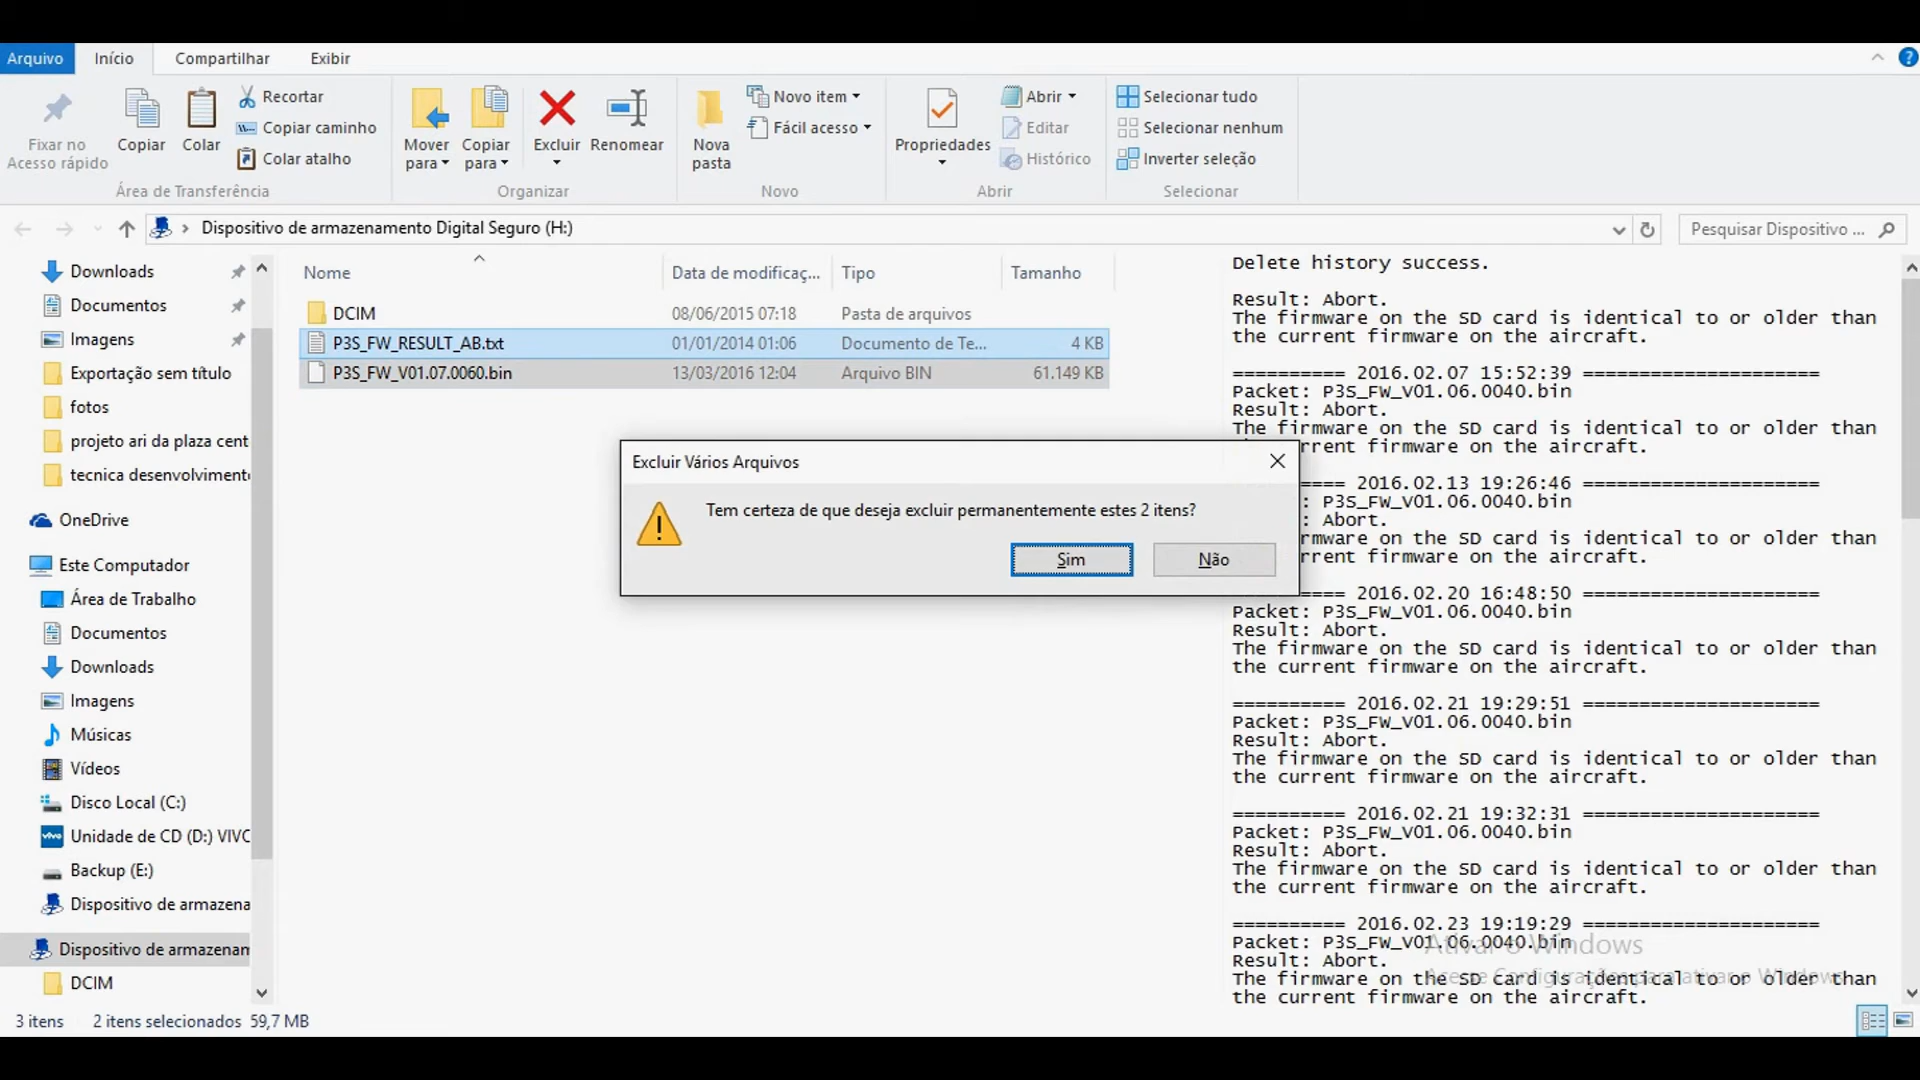 Arquivo Início Compartilhar Exibir
Fixar no
Acesso rápido
Copiar
Colar
Recortar
Copiar caminho
Colar atalho
Área de Transferência
Mover
para
Copiar
para
Excluir
Renomear
Organizar
Nova
pasta
Novo item
Fácil acesso
Novo
Propriedades
Abrir
Editar
Histórico
Abrir
Selecionar tudo
Selecionar nenhum
Inverter seleção
Selecionar
Dispositivo de armazenamento Digital Seguro (H:)
Pesquisar Dispositivo ...
Downloads
Documentos
Imagens
Exportação sem título
fotos
projeto ari da plaza cent
tecnica desenvolviment
OneDrive
Este Computador
Área de Trabalho
Documentos
Downloads
Imagens
Músicas
Vídeos
Disco Local (C:)
Unidade de CD (D:) VIVO
Backup (E:)
Dispositivo de armazena
Dispositivo de armazenam
DCIM
Nome Data de modificaç... Tipo Tamanho
DCIM 08/06/2015 07:18 Pasta de arquivos
P3S_FW_RESULT_AB.txt 01/01/2014 01:06 Documento de Te... 4 KB
P3S_FW_V01.07.0060.bin 13/03/2016 12:04 Arquivo BIN 61.149 KB
Excluir Vários Arquivos
Tem certeza de que deseja excluir permanentemente estes 2 itens?
Sim Não
Delete history success.
Result: Abort.
The firmware on the SD card is identical to or older than
the current firmware on the aircraft.
========== 2016.02.07 15:52:39 =====================
Packet: P3S_FW_V01.06.0040.bin
Result: Abort.
The firmware on the SD card is identical to or older than
current firmware on the aircraft.
==== 2016.02.13 19:26:46 =====================
P3S_FW_V01.06.0040.bin
Abort.
rmware on the SD card is identical to or older than
rrent firmware on the aircraft.
==== 2016.02.20 16:48:50 =====================
Packet: P3S_FW_V01.06.0040.bin
Result: Abort.
The firmware on the SD card is identical to or older than
the current firmware on the aircraft.
========== 2016.02.21 19:29:51 =====================
Packet: P3S_FW_V01.06.0040.bin
Result: Abort.
The firmware on the SD card is identical to or older than
the current firmware on the aircraft.
========== 2016.02.21 19:32:31 =====================
Packet: P3S_FW_V01.06.0040.bin
Result: Abort.
The firmware on the SD card is identical to or older than
the current firmware on the aircraft.
========== 2016.02.23 19:19:29 =====================
Packet: P3S_FW_V01.06.0040.bin
Result: Abort.
The firmware on the SD card is identical to or older than
the current firmware on the aircraft.
Ativar o Windows
Acesse Configurações para ativar o Windows.
3 itens 2 itens selecionados 59,7 MB